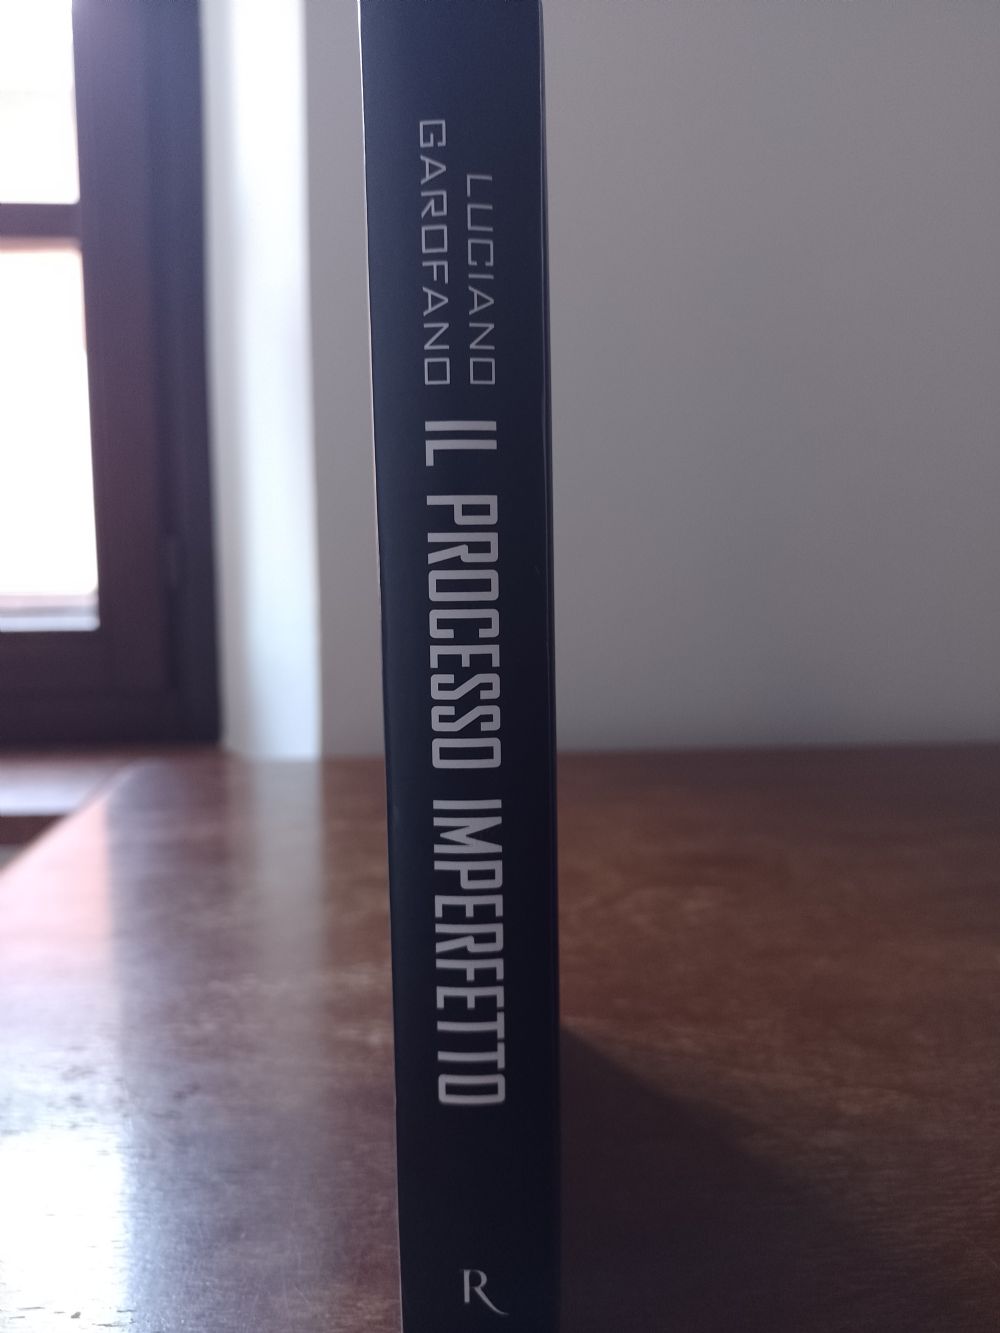 LUCIANO
GAROFANO
IL PROCESSO IMPERFETTO
R